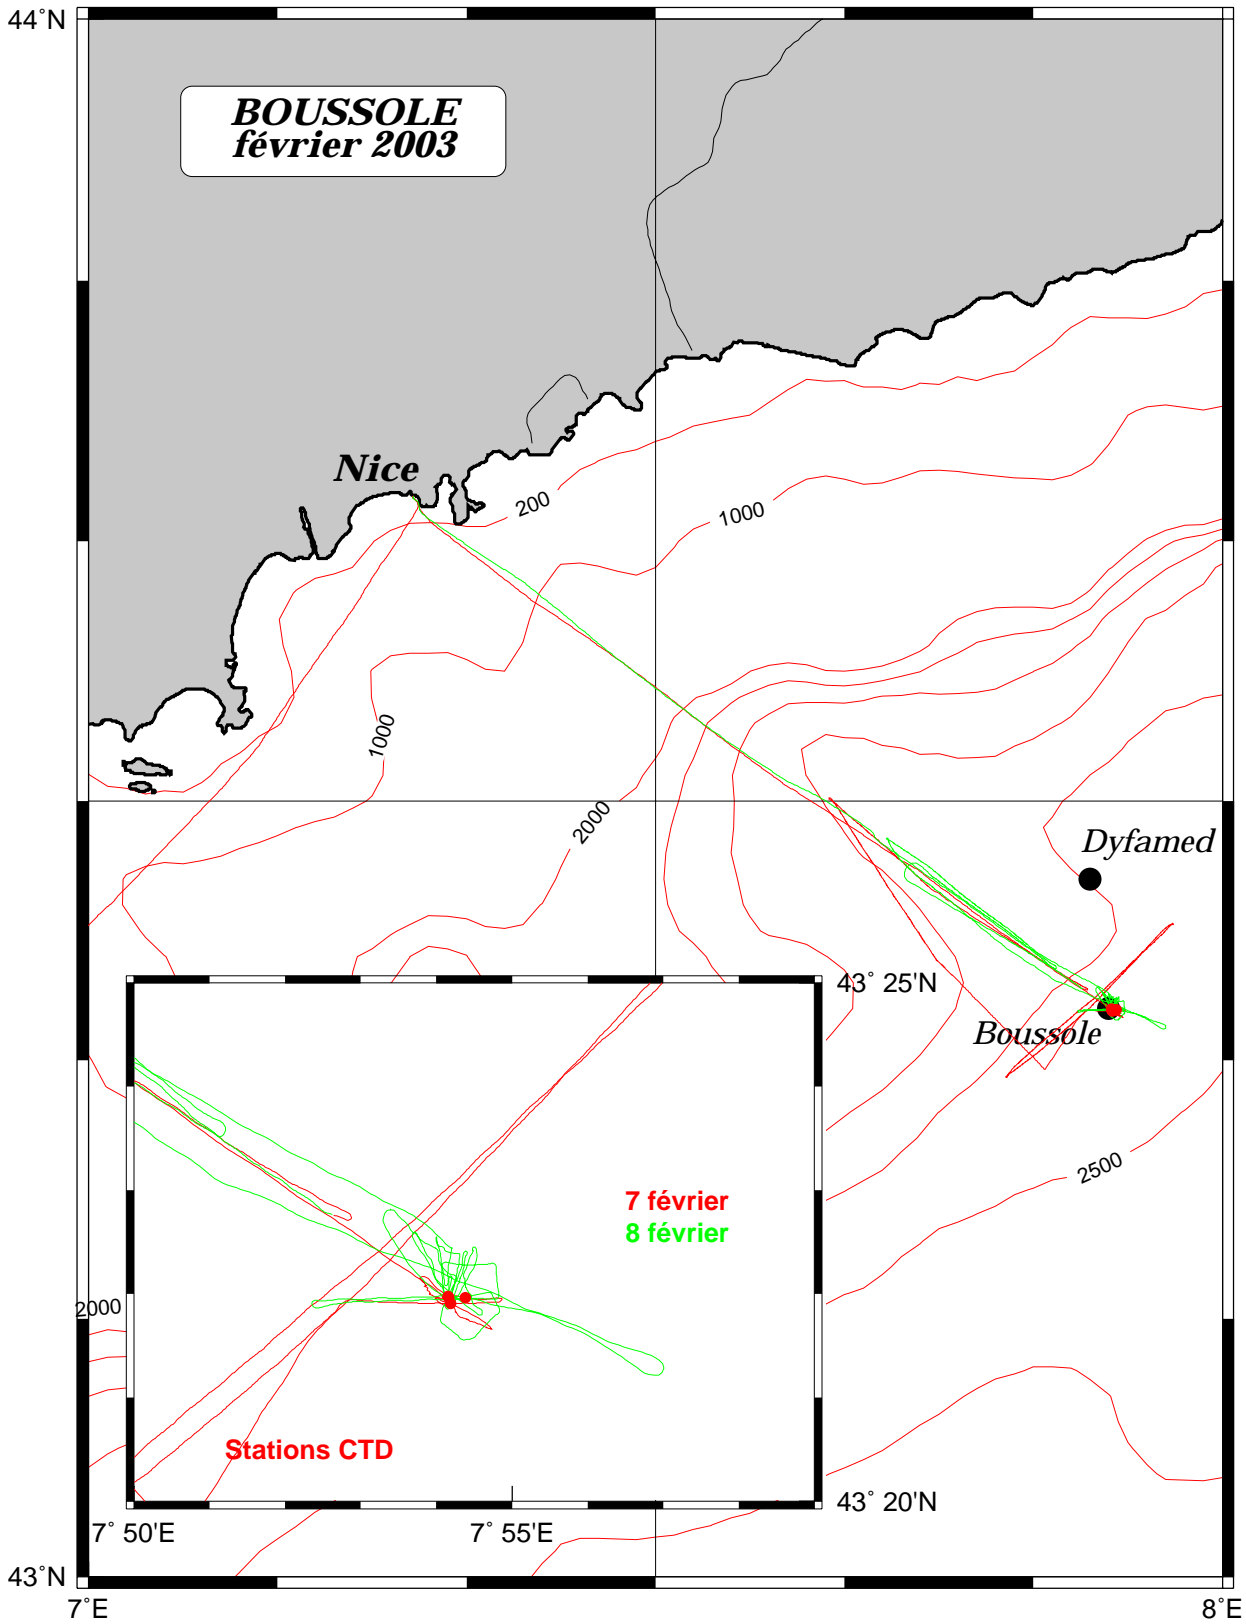 44°N
BOUSSOLE
février 2003
Nice
200
1000
1000
2000
Dyfamed
Boussole
43° 25'N
2500
7 février
8 février
2000
Stations CTD
43° 20'N
7° 50'E
7° 55'E
43°N
7°E
8°E